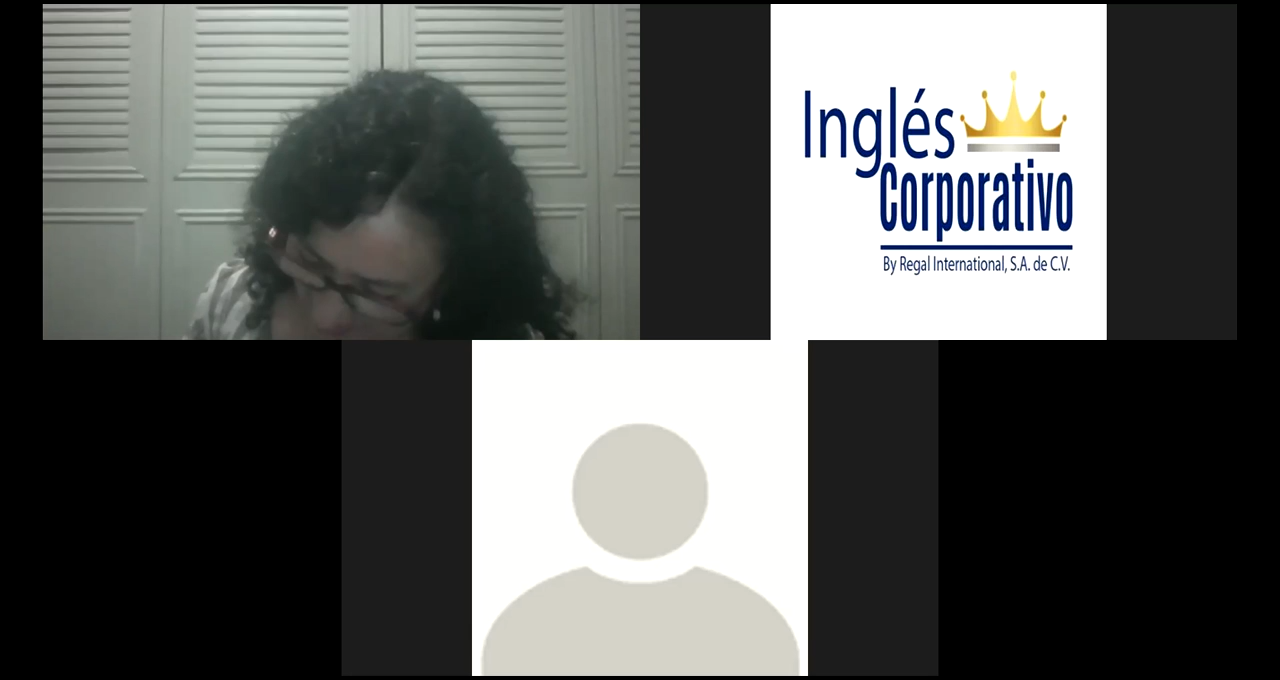 Inglés
Corporativo
By Regal International, S.A. de C.V.